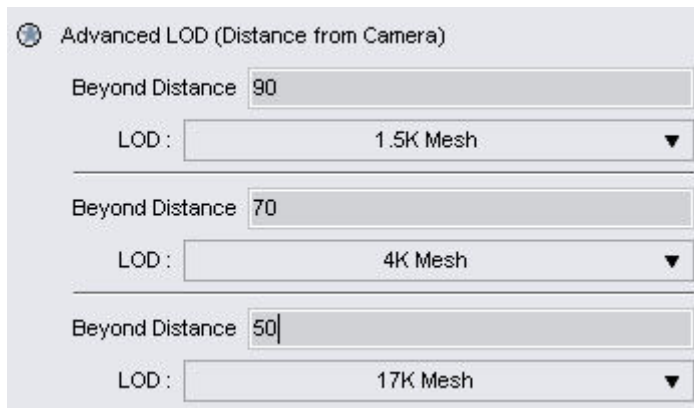 Advanced LOD (Distance from Camera)
Beyond Distance 90
LOD : 1.5K Mesh
Beyond Distance 70
LOD : 4K Mesh
Beyond Distance 50
LOD : 17K Mesh